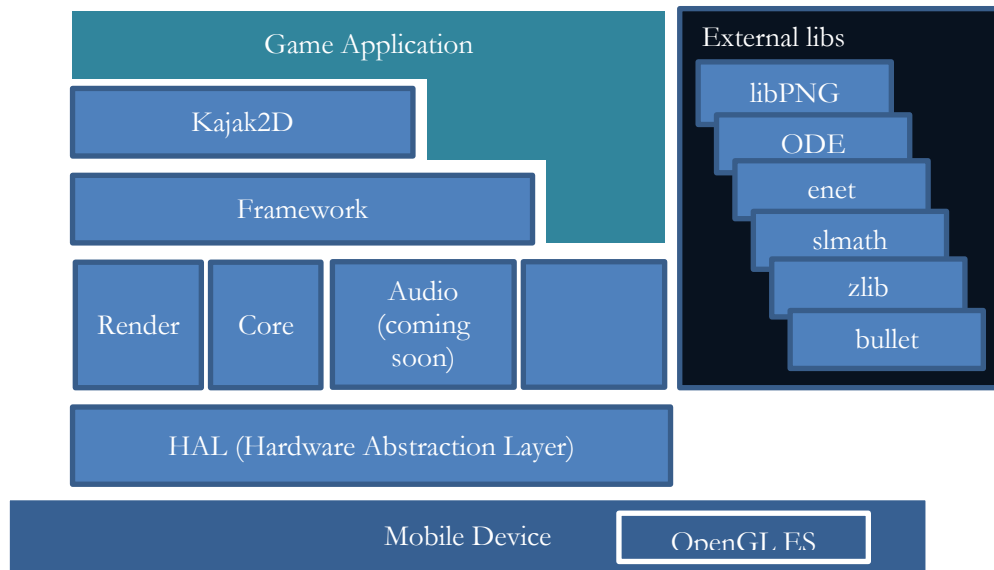 Game Application
Kajak2D
Framework
Render
Core
Audio
(coming
soon)
HAL (Hardware Abstraction Layer)
Mobile Device
OpenGL ES
External libs
libPNG
ODE
enet
slmath
zlib
bullet